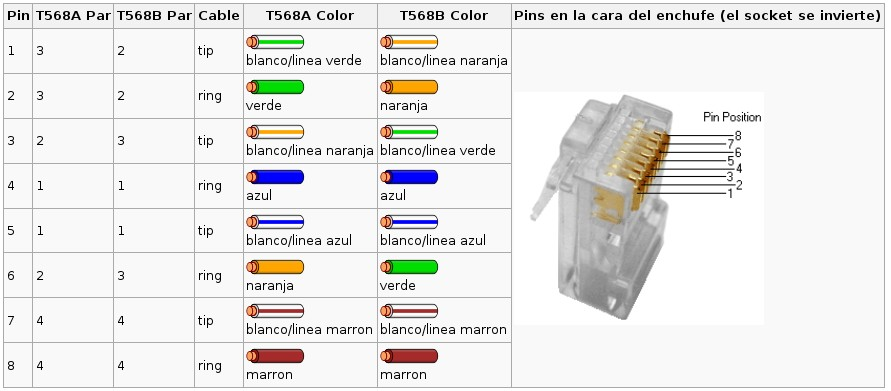 Pin T568A Par T568B Par Cable T568A Color T568B Color Pins en la cara del enchufe (el socket se invierte)
1 3 2 tip blanco/linea verde blanco/linea naranja
2 3 2 ring verde naranja
3 2 3 tip blanco/linea naranja blanco/linea verde
4 1 1 ring azul azul
5 1 1 tip blanco/linea azul blanco/linea azul
6 2 3 ring naranja verde
7 4 4 tip blanco/linea marron blanco/linea marron
8 4 4 ring marron marron
Pin Position
8
7
6
5
4
3
2
1